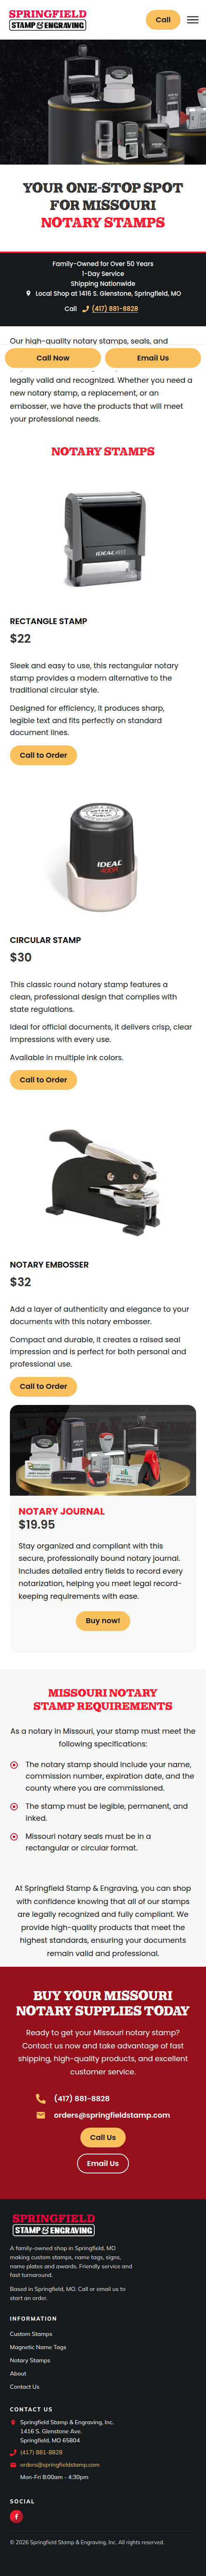 SPRINGFIELD
STAMP & ENGRAVING
Call
YOUR ONE-STOP SPOT
FOR MISSOURI
NOTARY STAMPS
Family-Owned for Over 50 Years
1-Day Service
Shipping Nationwide
Local Shop at 1416 S. Glenstone, Springfield, MO
Call (417) 881-8828
Our high-quality notary stamps, seals, and
Call Now
Email Us
legally valid and recognized. Whether you need a
new notary stamp, a replacement, or an
embosser, we have the products that will meet
your professional needs.
NOTARY STAMPS
IDEAL 4913
RECTANGLE STAMP
$22
Sleek and easy to use, this rectangular notary
stamp provides a modern alternative to the
traditional circular style.
Designed for efficiency, it produces sharp,
legible text and fits perfectly on standard
document lines.
Call to Order
IDEAL
400R
CIRCULAR STAMP
$30
This classic round notary stamp features a
clean, professional design that complies with
state regulations.
Ideal for official documents, it delivers crisp, clear
impressions with every use.
Available in multiple ink colors.
Call to Order
NOTARY EMBOSSER
$32
Add a layer of authenticity and elegance to your
documents with this notary embosser.
Compact and durable, it creates a raised seal
impression and is perfect for both personal and
professional use.
Call to Order
NOTARY JOURNAL
$19.95
Stay organized and compliant with this
secure, professionally bound notary journal.
Includes detailed entry fields to record every
notarization, helping you meet legal record-
keeping requirements with ease.
Buy now!
MISSOURI NOTARY
STAMP REQUIREMENTS
As a notary in Missouri, your stamp must meet the
following specifications:
The notary stamp should include your name,
commission number, expiration date, and the
county where you are commissioned.
The stamp must be legible, permanent, and
inked.
Missouri notary seals must be in a
rectangular or circular format.
At Springfield Stamp & Engraving, you can shop
with confidence knowing that all of our stamps
are legally recognized and fully compliant. We
provide high-quality products that meet the
highest standards, ensuring your documents
remain valid and professional.
BUY YOUR MISSOURI
NOTARY SUPPLIES TODAY
Ready to get your Missouri notary stamp?
Contact us now and take advantage of fast
shipping, high-quality products, and excellent
customer service.
(417) 881-8828
orders@springfieldstamp.com
Call Us
Email Us
SPRINGFIELD
STAMP & ENGRAVING
A family-owned shop in Springfield, MO
making custom stamps, name tags, signs,
name plates and awards. Friendly service and
fast turnaround.
Based in Springfield, MO. Call or email us to
start an order.
INFORMATION
Custom Stamps
Magnetic Name Tags
Notary Stamps
About
Contact Us
CONTACT US
Springfield Stamp & Engraving, Inc.
1416 S. Glenstone Ave.
Springfield, MO 65804
(417) 881-8828
orders@springfieldstamp.com
Mon-Fri 8:00am - 4:30pm
SOCIAL
© 2026 Springfield Stamp & Engraving, Inc. All rights reserved.